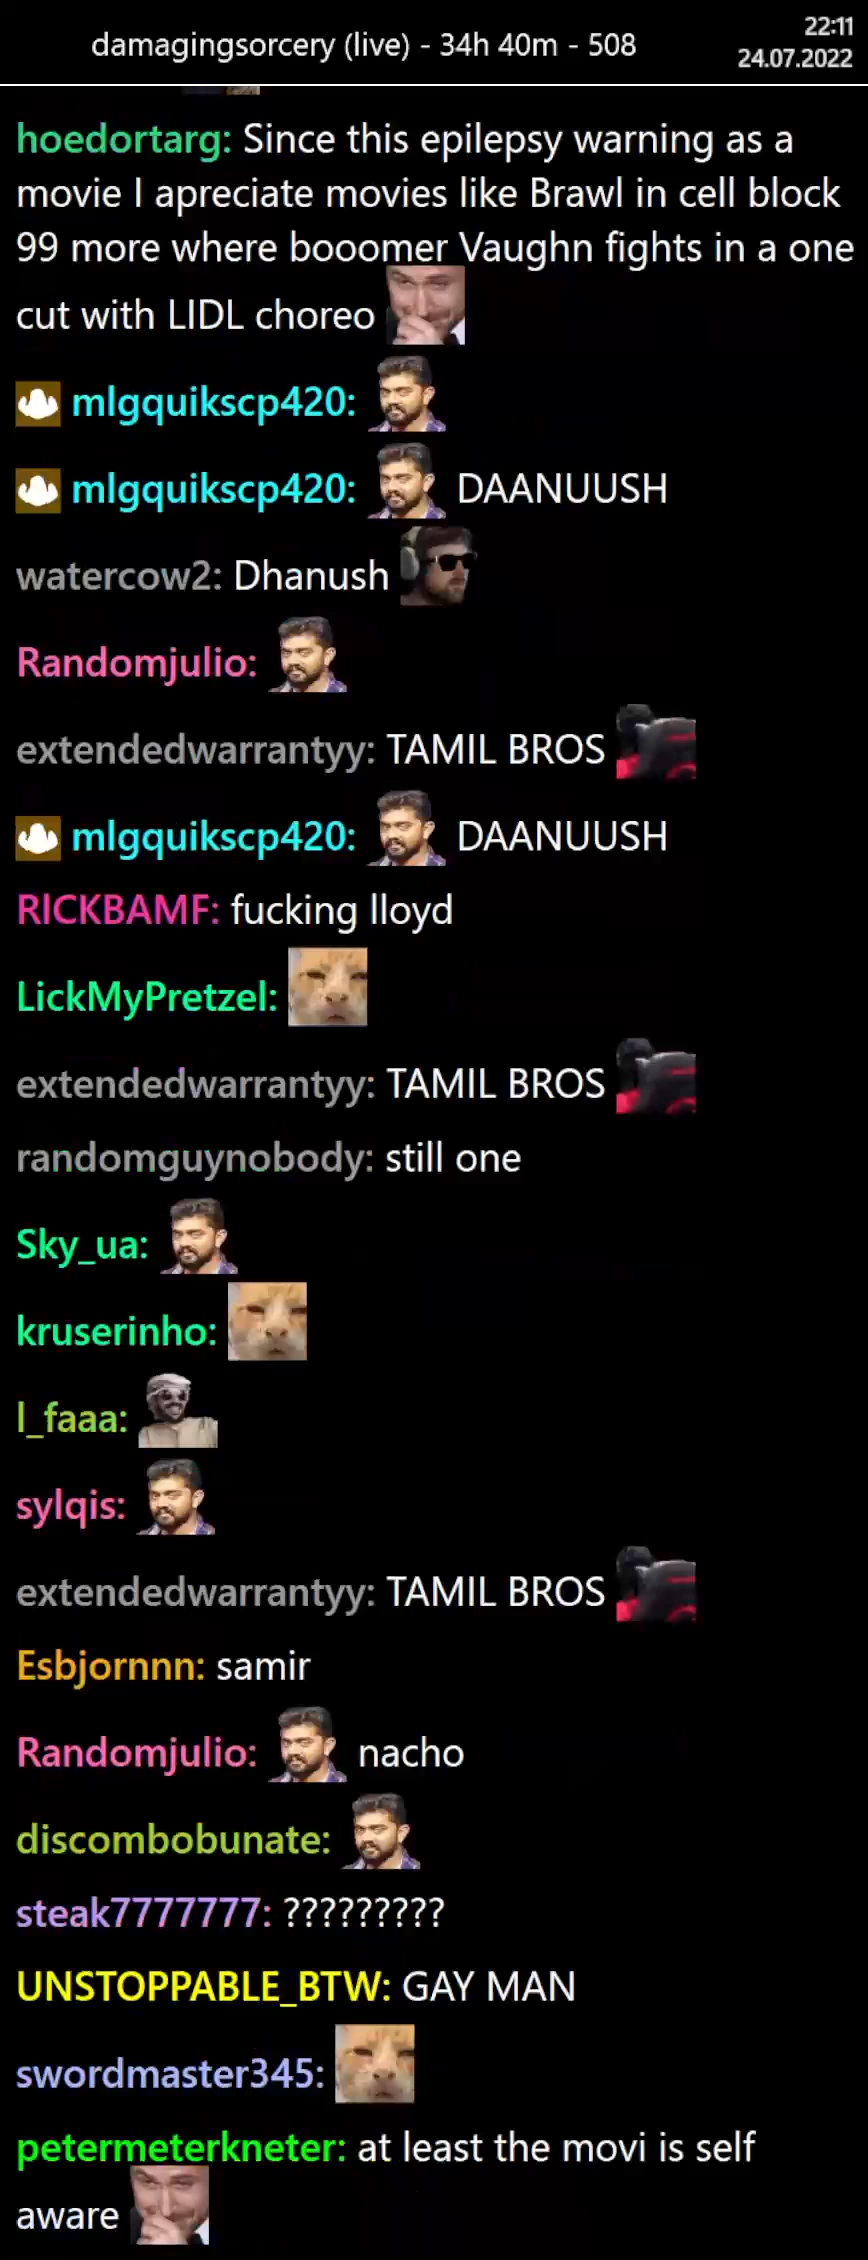 damagingsorcery (live) - 34h 40m - 508
22:11
24.07.2022
hoedortarg: Since this epilepsy warning as a
movie I apreciate movies like Brawl in cell block
99 more where booomer Vaughn fights in a one
cut with LIDL choreo
mlgquikscp420:
mlgquikscp420: DAANUUSH
watercow2: Dhanush
Randomjulio:
extendedwarrantyy: TAMIL BROS
mlgquikscp420: DAANUUSH
RICKBAMF: fucking lloyd
LickMyPretzel:
extendedwarrantyy: TAMIL BROS
randomguynobody: still one
Sky_ua:
kruserinho:
l_faaa:
sylqis:
extendedwarrantyy: TAMIL BROS
Esbjornnn: samir
Randomjulio: nacho
discombobunate:
steak7777777: ?????????
UNSTOPPABLE_BTW: GAY MAN
swordmaster345:
petermeterkneter: at least the movi is self
aware